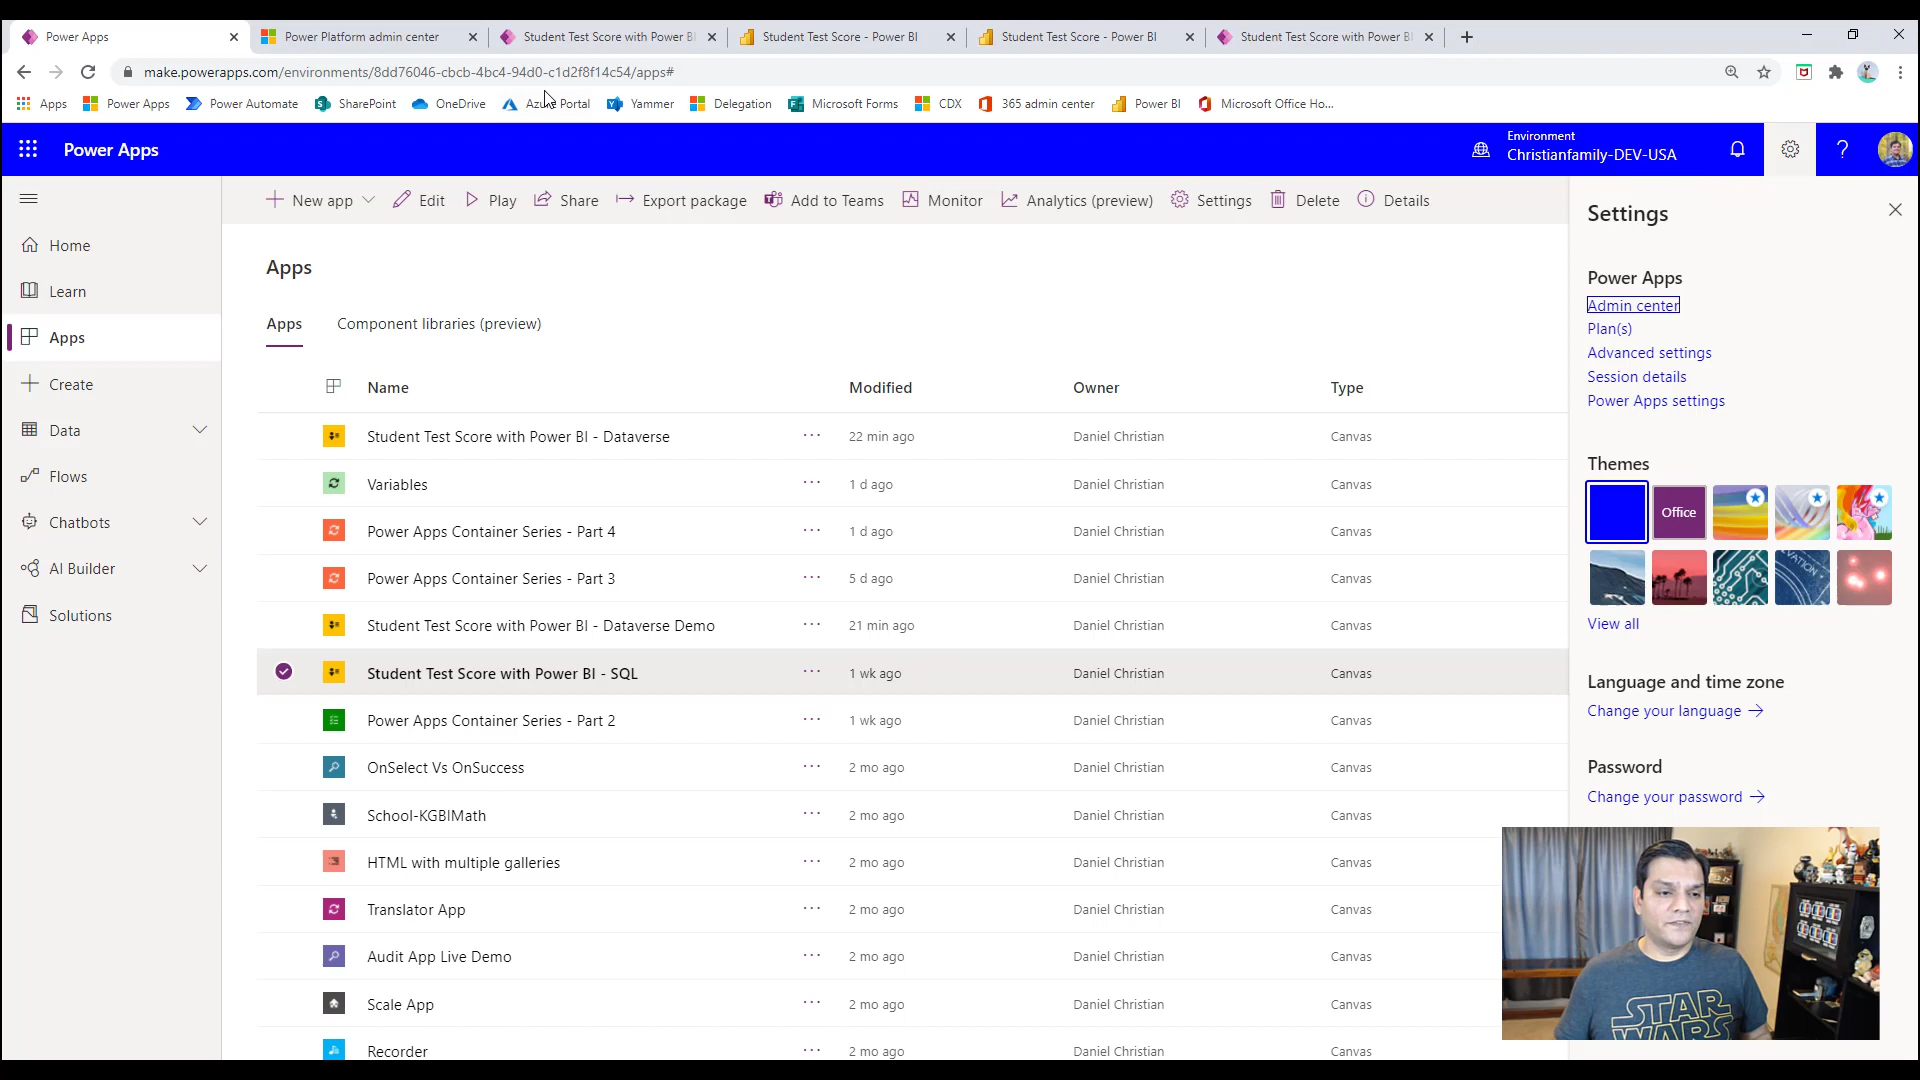 Power Apps
Power Platform admin center
Student Test Score with Power B
Student Test Score - Power BI
Student Test Score - Power BI
Student Test Score with Power B
make.powerapps.com/environments/8dd76046-cbcb-4bc4-94d0-c1d2f8f14c54/apps#
Apps Power Apps Power Automate SharePoint OneDrive Azure Portal Yammer Delegation Microsoft Forms CDX 365 admin center Power BI Microsoft Office Ho...
Power Apps
Environment
Christianfamily-DEV-USA
?
New app Edit Play Share Export package Add to Teams Monitor Analytics (preview) Settings Delete Details
Home
Learn
Apps
Create
Data
Flows
Chatbots
AI Builder
Solutions
Apps
Apps Component libraries (preview)
Name Modified Owner Type
Student Test Score with Power BI - Dataverse ... 22 min ago Daniel Christian Canvas
Variables ... 1 d ago Daniel Christian Canvas
Power Apps Container Series - Part 4 ... 1 d ago Daniel Christian Canvas
Power Apps Container Series - Part 3 ... 5 d ago Daniel Christian Canvas
Student Test Score with Power BI - Dataverse Demo ... 21 min ago Daniel Christian Canvas
Student Test Score with Power BI - SQL ... 1 wk ago Daniel Christian Canvas
Power Apps Container Series - Part 2 ... 1 wk ago Daniel Christian Canvas
OnSelect Vs OnSuccess ... 2 mo ago Daniel Christian Canvas
School-KGBIMath ... 2 mo ago Daniel Christian Canvas
HTML with multiple galleries ... 2 mo ago Daniel Christian Canvas
Translator App ... 2 mo ago Daniel Christian Canvas
Audit App Live Demo ... 2 mo ago Daniel Christian Canvas
Scale App ... 2 mo ago Daniel Christian Canvas
Recorder ... 2 mo ago Daniel Christian Canvas
Settings
Power Apps
Admin center
Plan(s)
Advanced settings
Session details
Power Apps settings
Themes
Office
View all
Language and time zone
Change your language
Password
Change your password
STAR
WARS